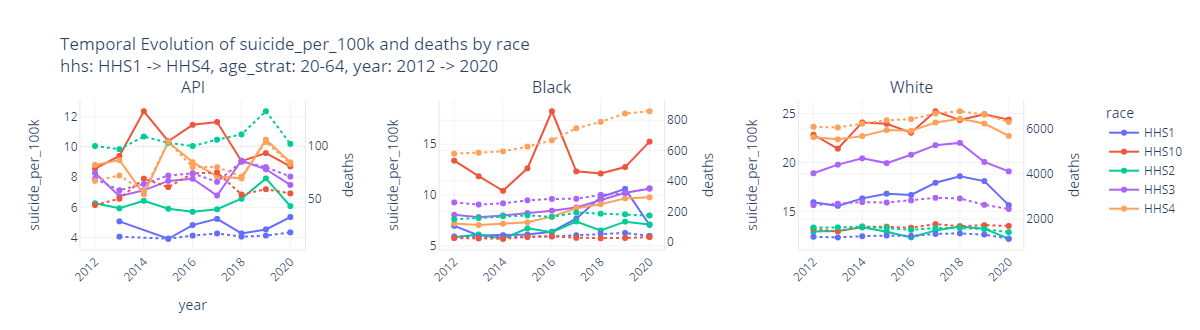 Temporal Evolution of suicide_per_100k and deaths by race
hhs: HHS1 -> HHS4, age_strat: 20-64, year: 2012 -> 2020
API
Black
White
race
HHS1
HHS10
HHS2
HHS3
HHS4
suicide_per_100k
12
10
8
6
4
100
50
deaths
2012
2014
2016
2018
2020
year
suicide_per_100k
15
10
5
800
600
400
200
0
deaths
2012
2014
2016
2018
2020
suicide_per_100k
25
20
15
6000
4000
2000
deaths
2012
2014
2016
2018
2020